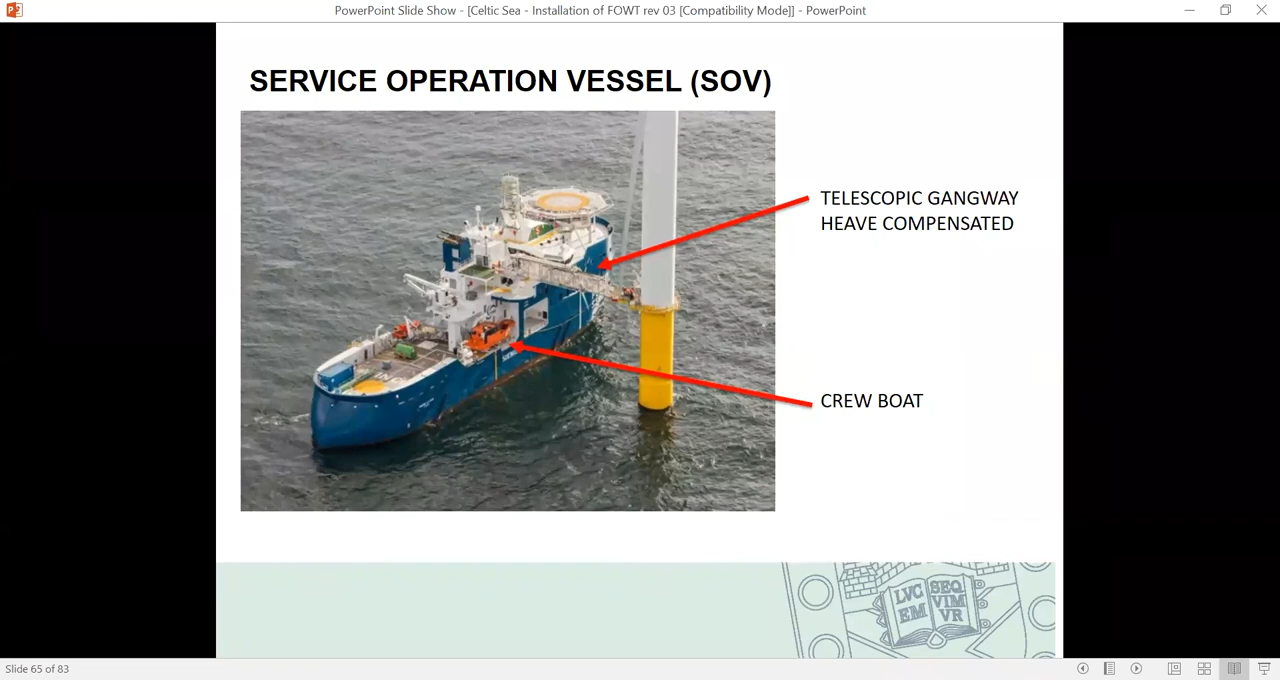 PowerPoint Slide Show - [Celtic Sea - Installation of FOWT rev 03 [Compatibility Mode]] - PowerPoint
SERVICE OPERATION VESSEL (SOV)
TELESCOPIC GANGWAY
HEAVE COMPENSATED
CREW BOAT
LVC
EM
SEQ
VIM
VR
Slide 65 of 83